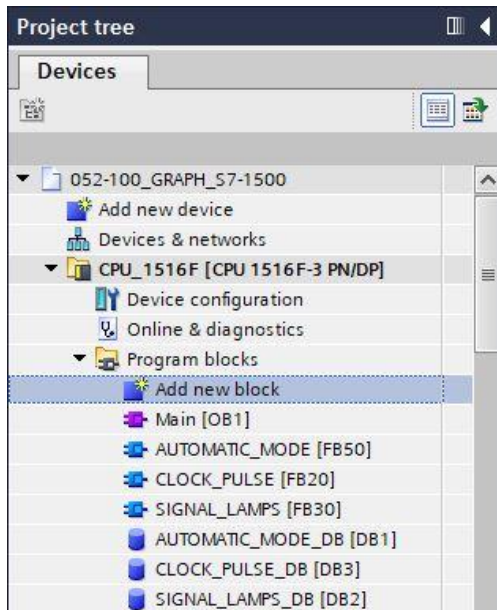 Project tree
Devices
052-100_GRAPH_S7-1500
Add new device
Devices & networks
CPU_1516F [CPU 1516F-3 PN/DP]
Device configuration
Online & diagnostics
Program blocks
Add new block
Main [OB1]
AUTOMATIC_MODE [FB50]
CLOCK_PULSE [FB20]
SIGNAL_LAMPS [FB30]
AUTOMATIC_MODE_DB [DB1]
CLOCK_PULSE_DB [DB3]
SIGNAL_LAMPS_DB [DB2]